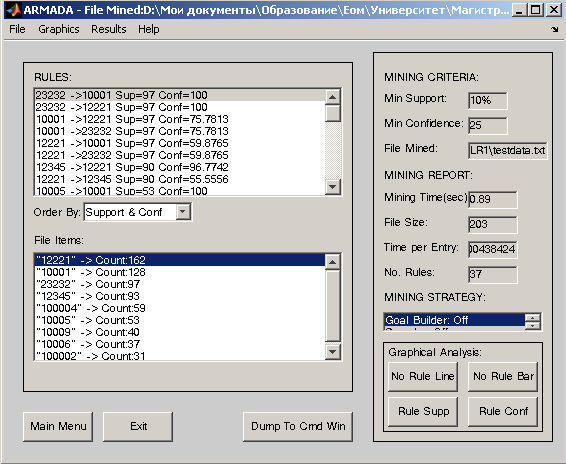 ARMADA - File Mined:D:\Мои документы\Образование\Еом\Университет\Магистр...
File Graphics Results Help
RULES:
23232 ->10001 Sup=97 Conf=100
23232 ->12221 Sup=97 Conf=100
10001 ->12221 Sup=97 Conf=75.7813
10001 ->23232 Sup=97 Conf=75.7813
12221 ->10001 Sup=97 Conf=59.8765
12221 ->23232 Sup=97 Conf=59.8765
12345 ->12221 Sup=90 Conf=96.7742
12221 ->12345 Sup=90 Conf=55.5556
10005 ->10001 Sup=53 Conf=100
Order By: Support & Conf
File Items:
"12221" -> Count:162
"10001" -> Count:128
"23232" -> Count:97
"12345" -> Count:93
"100004" -> Count:59
"10005" -> Count:53
"10009" -> Count:40
"10006" -> Count:37
"100002" -> Count:31
Main Menu
Exit
Dump To Cmd Win
MINING CRITERIA:
Min Support: 10%
Min Confidence: 25
File Mined: LR1\testdata.txt
MINING REPORT:
Mining Time(sec) 0.89
File Size: 203
Time per Entry: 00438424
No. Rules: 37
MINING STRATEGY:
Goal Builder: Off
Graphical Analysis:
No Rule Line
No Rule Bar
Rule Supp
Rule Conf